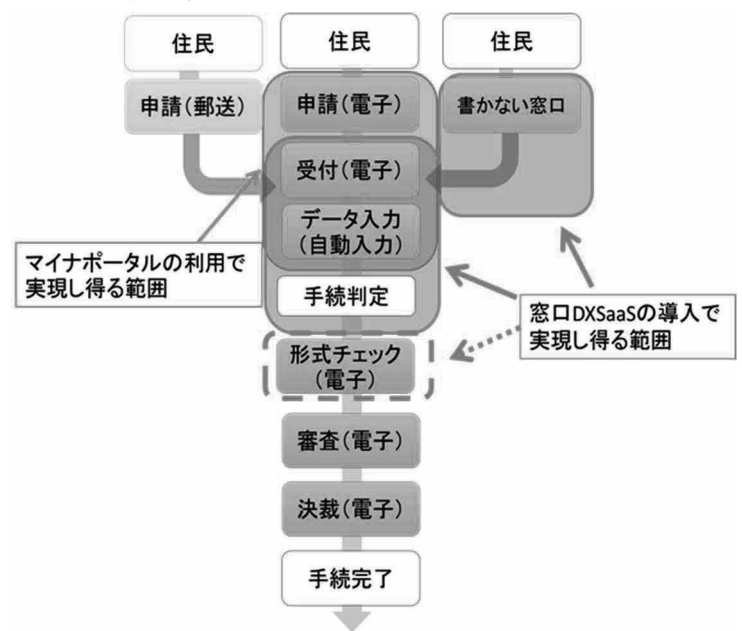 住民
住民
住民
申請(郵送)
申請(電子)
書かない窓口
受付(電子)
データ入力
(自動入力)
マイナポータルの利用で
実現し得る範囲
手続判定
窓口DXSaaSの導入で
実現し得る範囲
形式チェック
(電子)
審査(電子)
決裁(電子)
手続完了